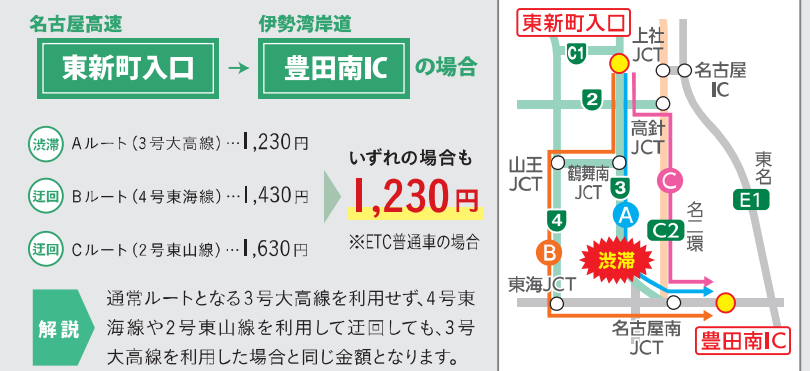 名古屋高速
伊勢湾岸道
東新町入口 → 豊田南IC の場合
渋滞 Aルート(3号大高線)…1,230円
迂回 Bルート(4号東海線)…1,430円
迂回 Cルート(2号東山線)…1,630円
いずれの場合も
1,230円
※ETC普通車の場合
解説
通常ルートとなる3号大高線を利用せず、4号東
海線や2号東山線を利用して迂回しても、3号
大高線を利用した場合と同じ金額となります。
東新町入口
C1
上社
JCT
名古屋
IC
2
高針
JCT
山王
JCT
鶴舞南
JCT
3
C
東名
E1
4
A
C2
名二環
B
渋滞
東海JCT
名古屋南
JCT
豊田南IC